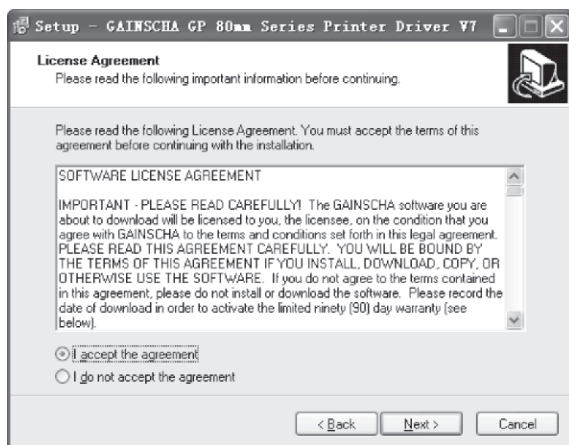 Setup - GAINSCHA GP 80mm Series Printer Driver V7
License Agreement
Please read the following important information before continuing.
Please read the following License Agreement. You must accept the terms of this
agreement before continuing with the installation.
SOFTWARE LICENSE AGREEMENT
IMPORTANT - PLEASE READ CAREFULLY! The GAINSCHA software you are
about to download will be licensed to you, the licensee, on the condition that you
agree with GAINSCHA to the terms and conditions set forth in this legal agreement.
PLEASE READ THIS AGREEMENT CAREFULLY. YOU WILL BE BOUND BY
THE TERMS OF THIS AGREEMENT IF YOU INSTALL, DOWNLOAD, COPY, OR
OTHERWISE USE THE SOFTWARE. If you do not agree to the terms contained
in this agreement, please do not install or download the software. Please record the
date of download in order to activate the limited ninety (90) day warranty (see
below).
I accept the agreement
I do not accept the agreement
< Back
Next >
Cancel